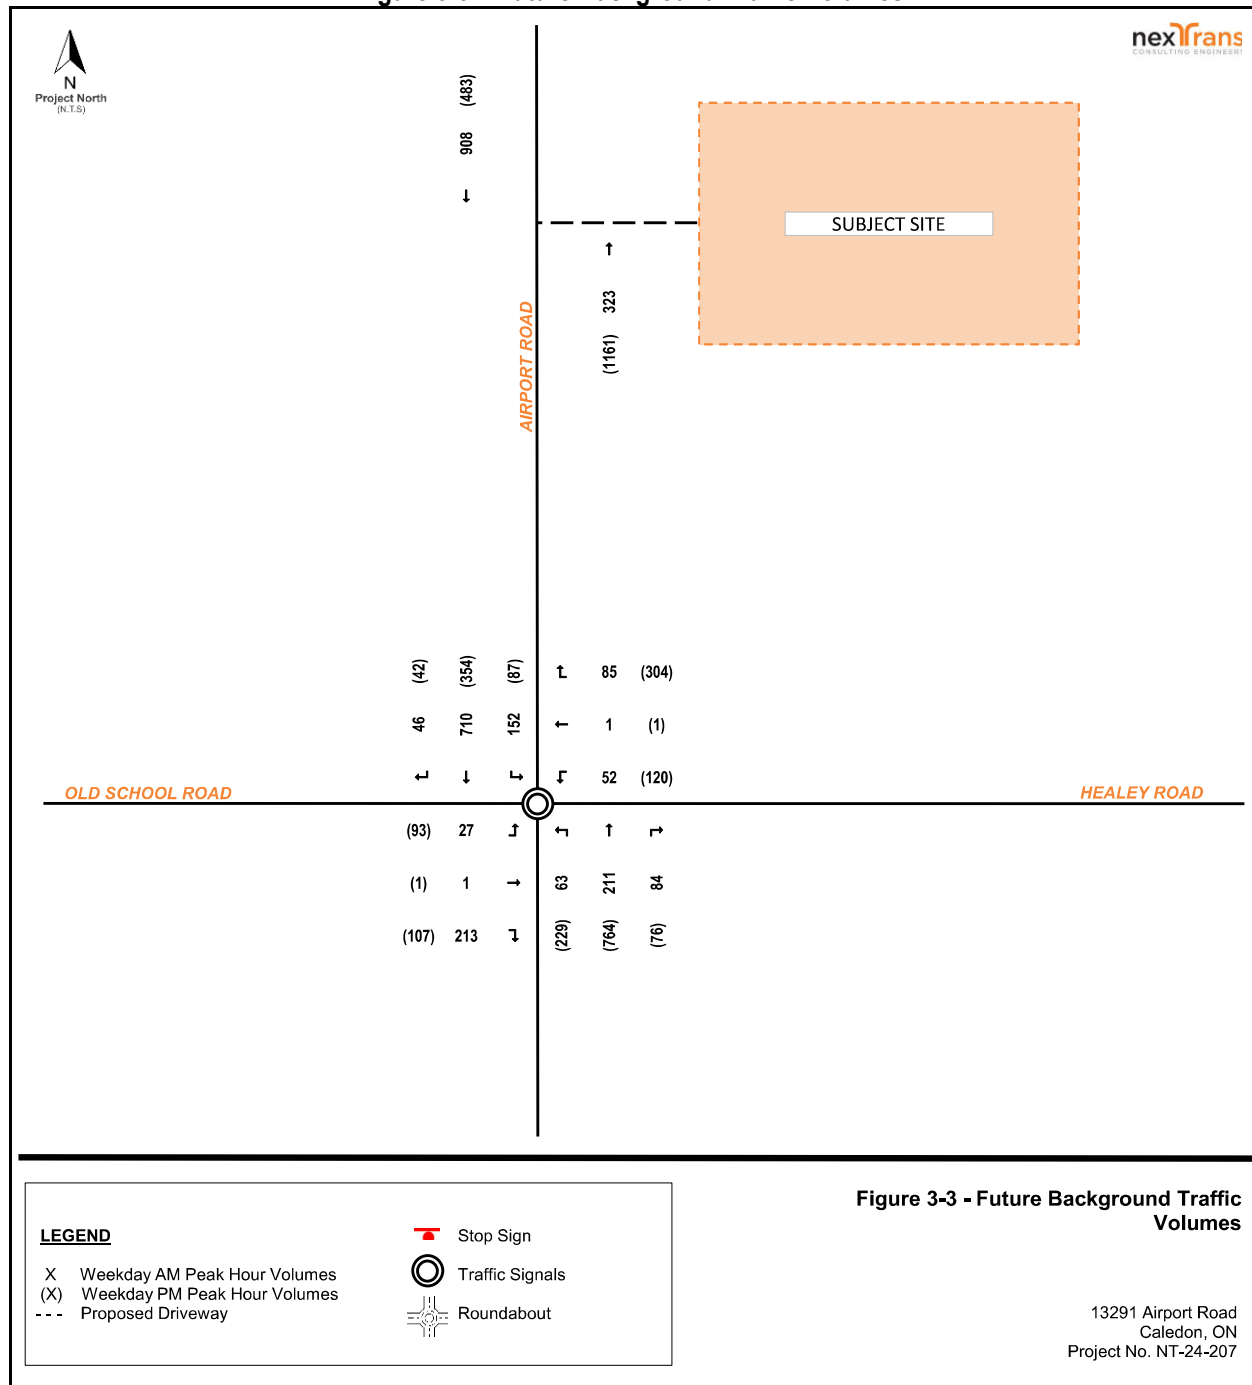 nexTrans
CONSULTING ENGINEERS
N
Project North
(N.T.S)
(483)
908
SUBJECT SITE
323
(1161)
AIRPORT ROAD
(42) (354) (87) 85 (304)
46 710 152 1 (1)
52 (120)
OLD SCHOOL ROAD HEALEY ROAD
(93) 27
(1) 1 63 211 84
(107) 213 (229) (764) (76)
Figure 3-3 - Future Background Traffic
Volumes
LEGEND
X Weekday AM Peak Hour Volumes
(X) Weekday PM Peak Hour Volumes
--- Proposed Driveway
Stop Sign
Traffic Signals
Roundabout
13291 Airport Road
Caledon, ON
Project No. NT-24-207